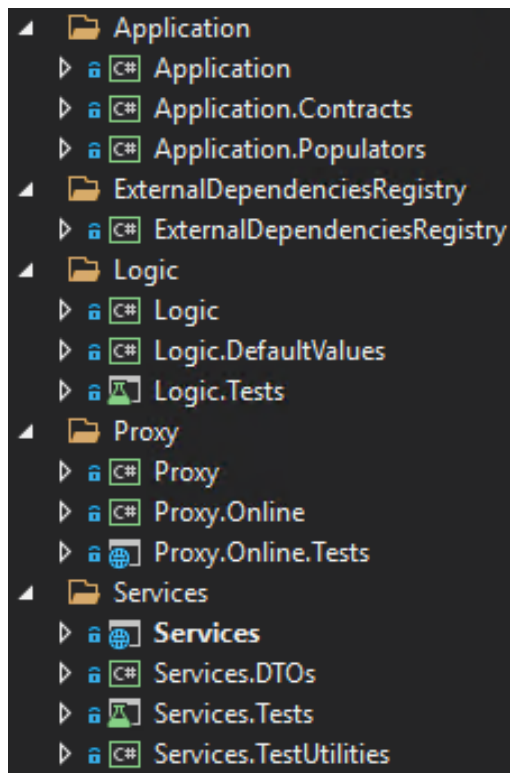 Application
C# Application
C# Application.Contracts
C# Application.Populators
ExternalDependenciesRegistry
C# ExternalDependenciesRegistry
Logic
C# Logic
C# Logic.DefaultValues
Logic.Tests
Proxy
C# Proxy
C# Proxy.Online
Proxy.Online.Tests
Services
Services
C# Services.DTOs
Services.Tests
C# Services.TestUtilities